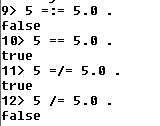 9> 5 =:= 5.0 .
false
10> 5 == 5.0 .
true
11> 5 =/= 5.0 .
true
12> 5 /= 5.0 .
false